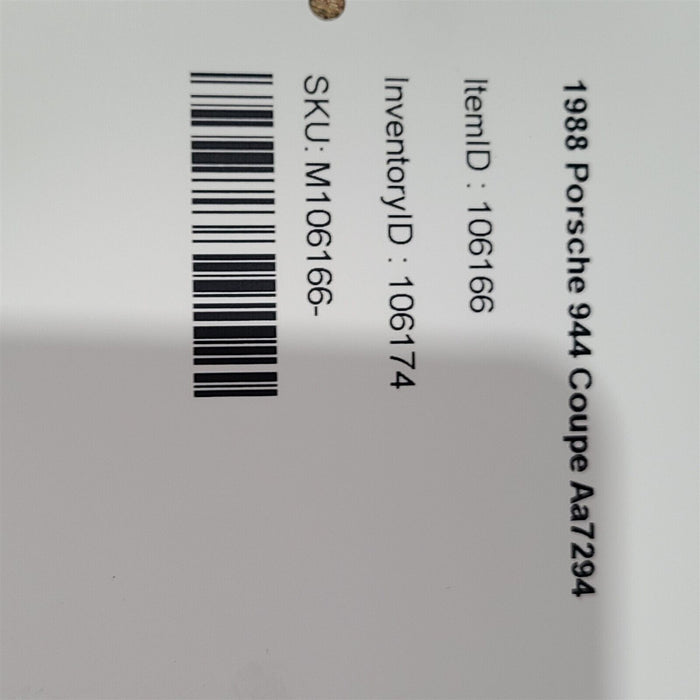 1988 Porsche 944 Coupe Aa7294
ItemID : 106166
InventoryID : 106174
SKU: M106166-